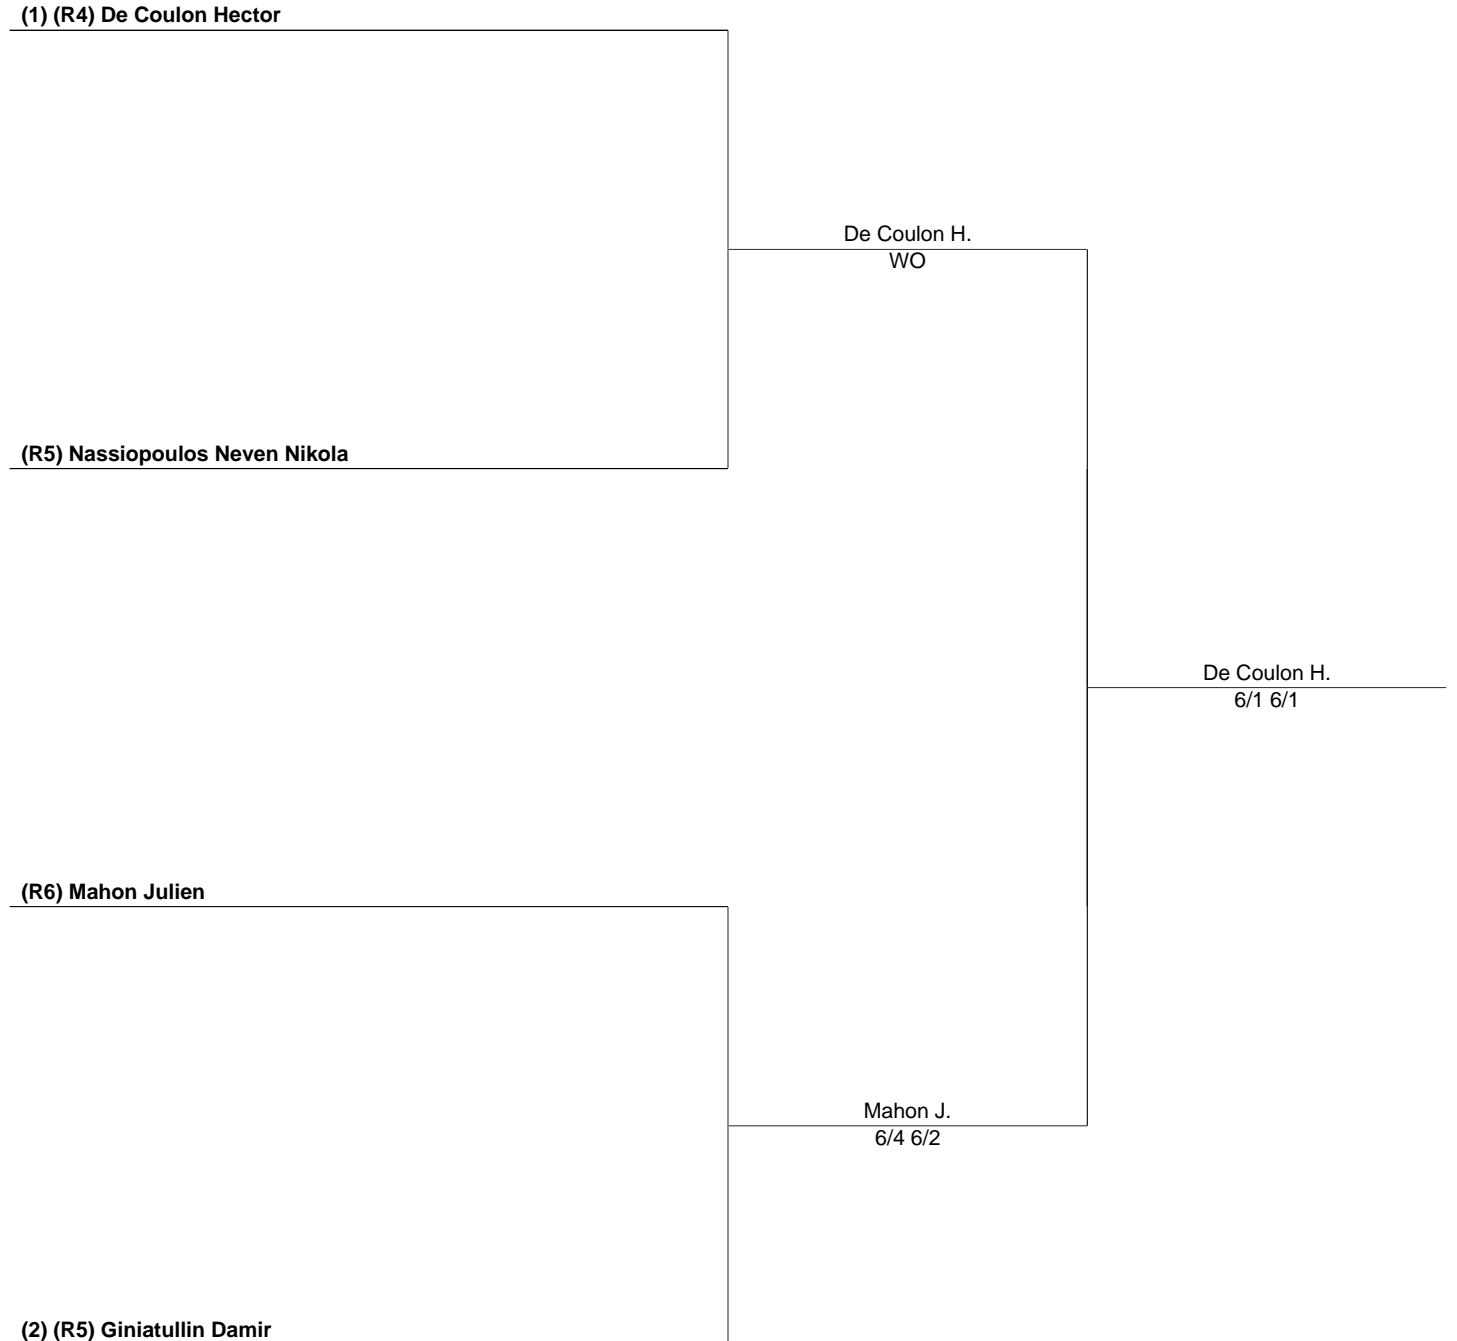 (1) (R4) De Coulon Hector
De Coulon H.
WO
(R5) Nassiopoulos Neven Nikola
De Coulon H.
6/1 6/1
(R6) Mahon Julien
Mahon J.
6/4 6/2
(2) (R5) Giniatullin Damir